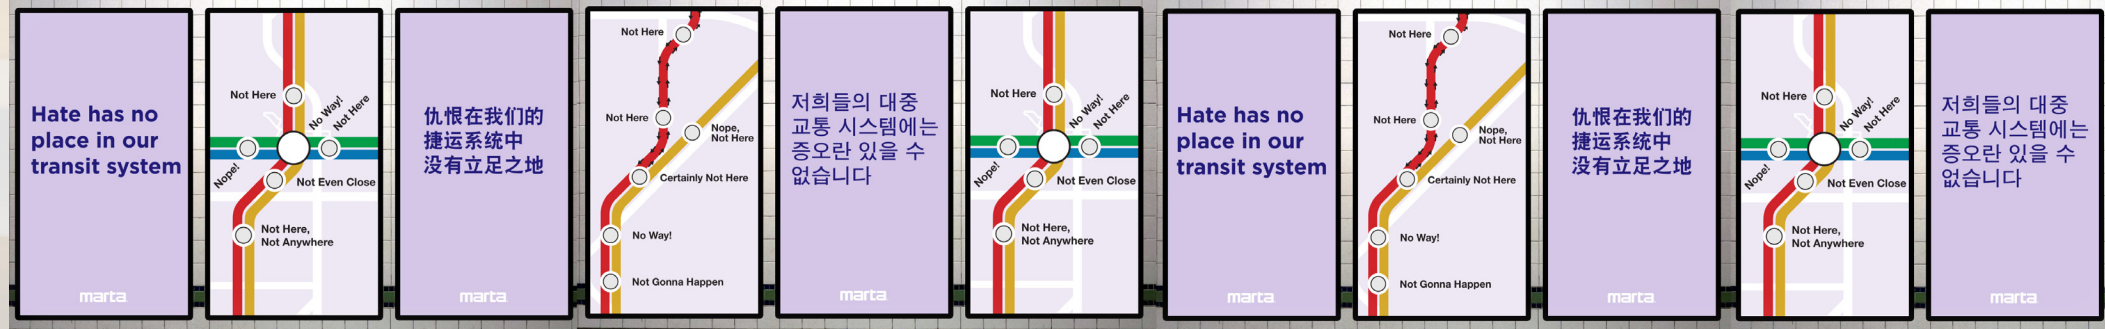 Hate has no
place in our
transit system
marta
Not Here
No Way!
Not Here
Nope!
Not Even Close
Not Here,
Not Anywhere
仇恨在我们的
捷运系统中
没有立足之地
marta
Not Here
Not Here
Nope,
Not Here
Certainly Not Here
No Way!
Not Gonna Happen
저희들의 대중
교통 시스템에는
증오란 있을 수
없습니다
marta
Not Here
No Way!
Not Here
Nope!
Not Even Close
Not Here,
Not Anywhere
Hate has no
place in our
transit system
marta
Not Here
Not Here
Nope,
Not Here
Certainly Not Here
No Way!
Not Gonna Happen
仇恨在我们的
捷运系统中
没有立足之地
marta
Not Here
No Way!
Not Here
Nope!
Not Even Close
Not Here,
Not Anywhere
저희들의 대중
교통 시스템에는
증오란 있을 수
없습니다
marta